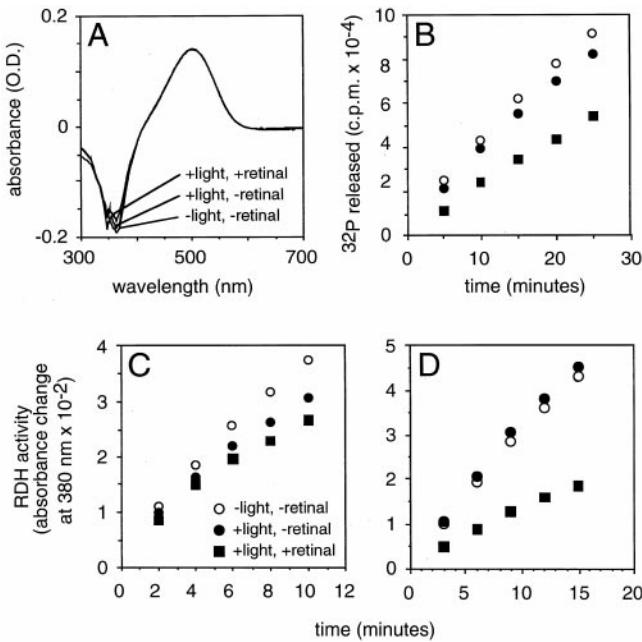 A
absorbance (O.D.)
0.2
0
-0.2
+light, +retinal
+light, -retinal
-light, -retinal
300
500
700
wavelength (nm)
B
32P released (c.p.m. x 10-4)
10
8
6
4
2
0
0
10
20
30
time (minutes)
C
RDH activity
(absorbance change
at 380 nm x 10-2)
4
3
2
1
0
-light, -retinal
+light, -retinal
+light, +retinal
0
2
4
6
8
10
12
D
5
4
3
2
1
0
0
5
10
15
20
time (minutes)